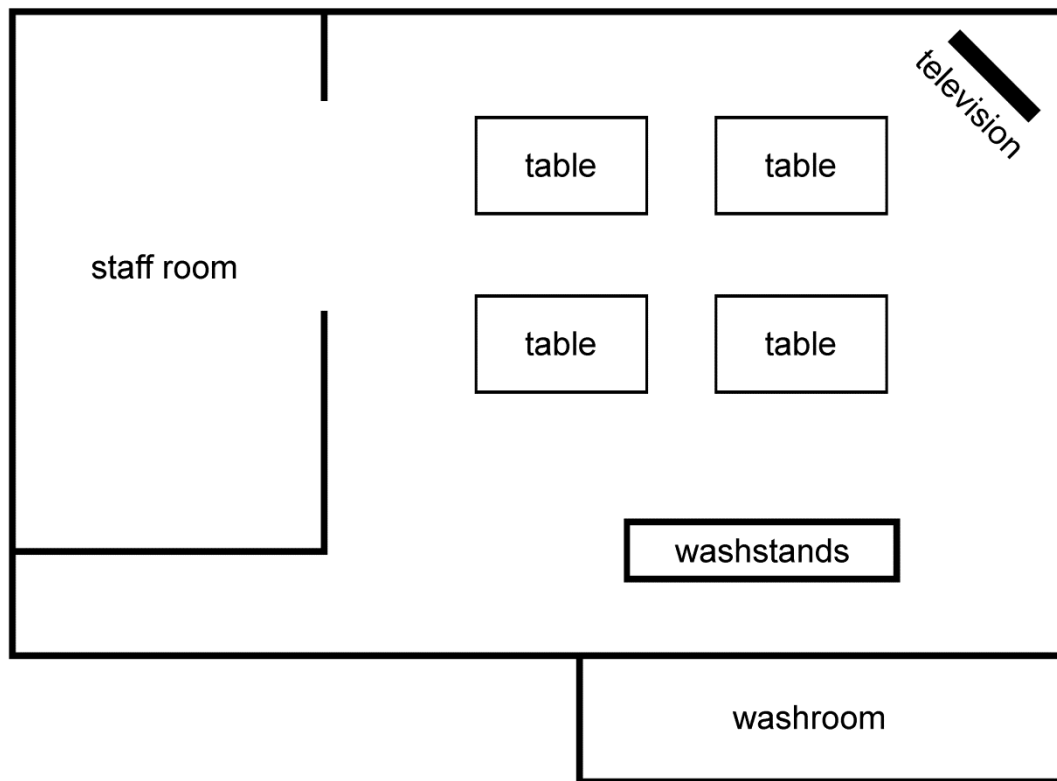 television
table
table
staff room
table
table
washstands
washroom